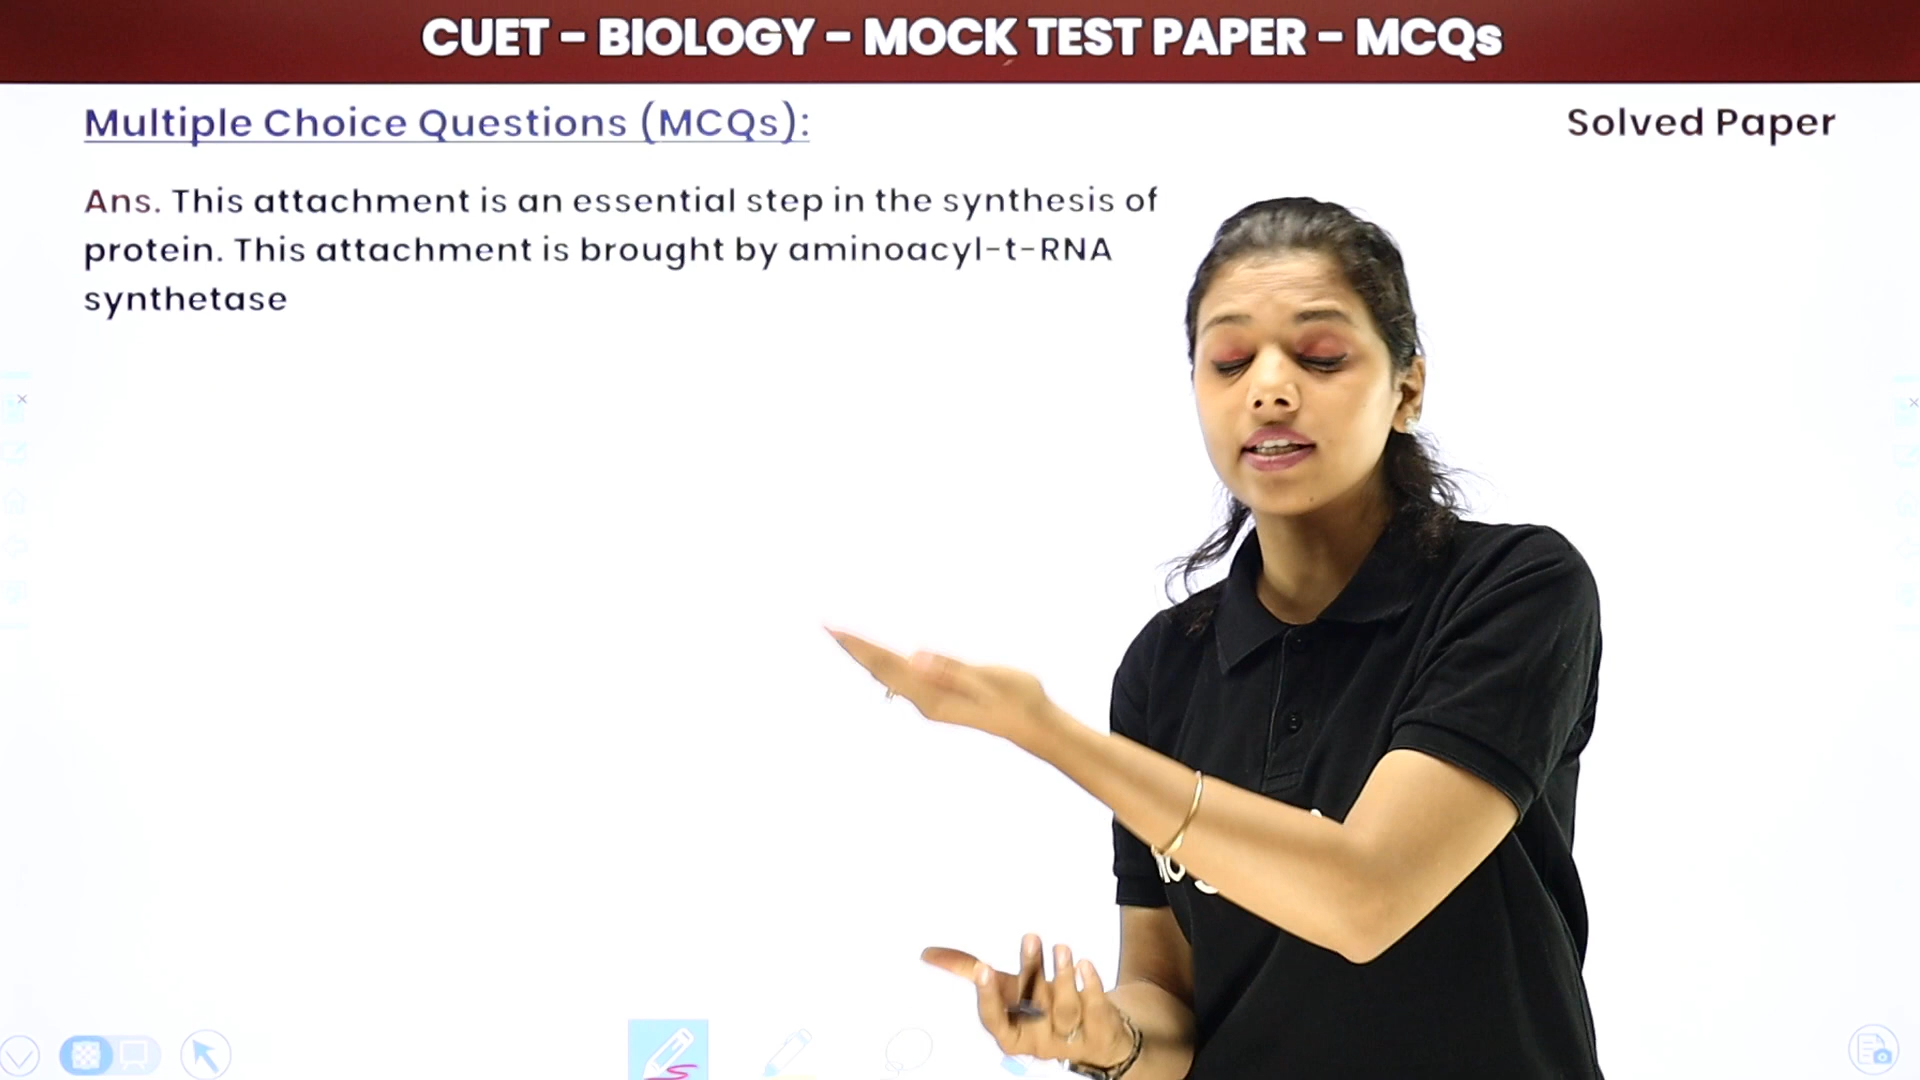 CUET - BIOLOGY - MOCK TEST PAPER - MCQs
Multiple Choice Questions (MCQs):
Solved Paper
Ans. This attachment is an essential step in the synthesis of
protein. This attachment is brought by aminoacyl-t-RNA
synthetase